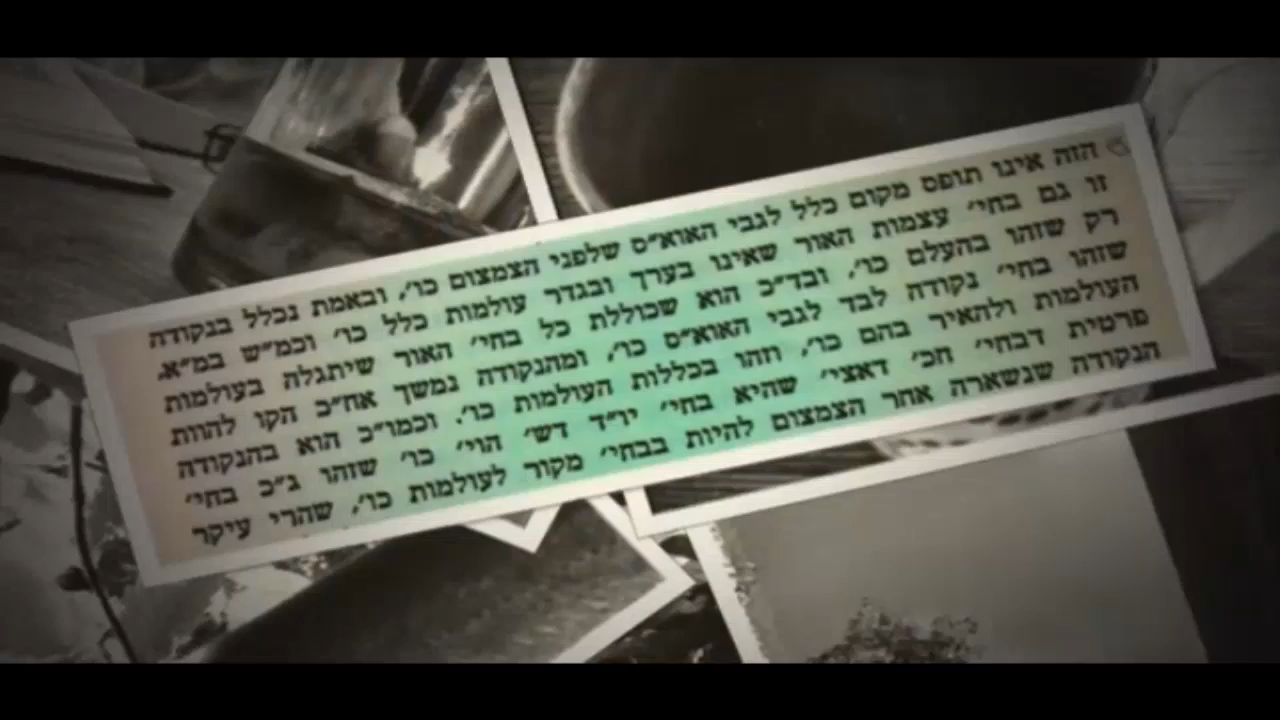 הזה אינו תופס מקום כלל לגבי האוא״ס שלפני הצמצום כו׳, ובאמת נכלל בנקודה
זו גם בחי׳ עצמות האור שאינו בערך ובגדר עולמות כלל כו׳ וכמ״ש במ״א,
רק שזהו בהעלם כו׳, ובד״כ הוא שכוללת כל בחי׳ האור שיתגלה בעולמות
שזהו בחי׳ נקודה לבד לגבי האוא״ס כו׳, ומהנקודה נמשך אח״כ הקו להוות
העולמות ולהאיר בהם כו׳, וזהו בכללות העולמות כו׳. וכמו״כ הוא בהנקודה
פרטית דבחי׳ חכ׳ דאצי׳ שהיא בחי׳ יו״ד דש׳ הוי׳ כו׳ שזהו ג״כ בחי׳
הנקודה שנשארה אחר הצמצום להיות בבחי׳ מקור לעולמות כו׳, שהרי עיקר